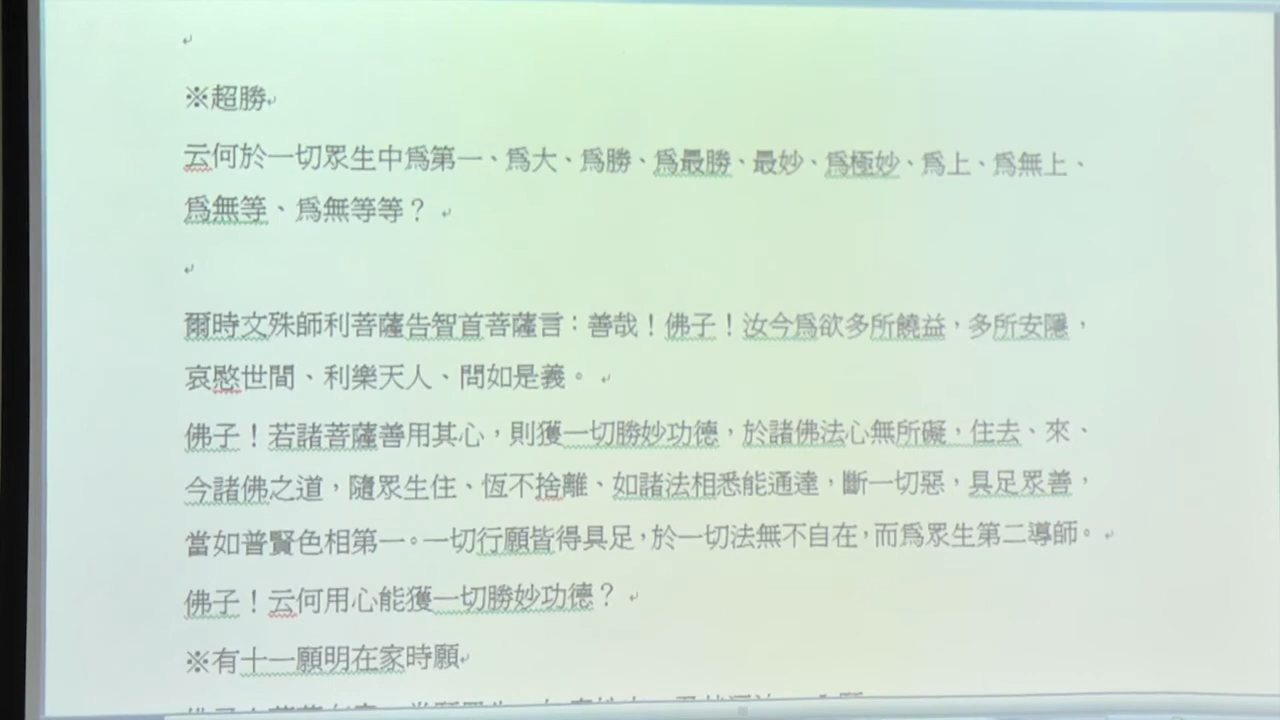 ※超勝
云何於一切眾生中為第一、為大、為勝、為最勝、最妙、為極妙、為上、為無上、
為無等、為無等等？
爾時文殊師利菩薩告智首菩薩言：善哉！佛子！汝今為欲多所饒益，多所安隱，
哀愍世間、利樂天人、問如是義。
佛子！若諸菩薩善用其心，則獲一切勝妙功德，於諸佛法心無所礙，住去、來、
今諸佛之道，隨眾生住、恆不捨離、如諸法相悉能通達，斷一切惡，具足眾善，
當如普賢色相第一。一切行願皆得具足，於一切法無不自在，而為眾生第二導師。
佛子！云何用心能獲一切勝妙功德？
※有十一願明在家時願